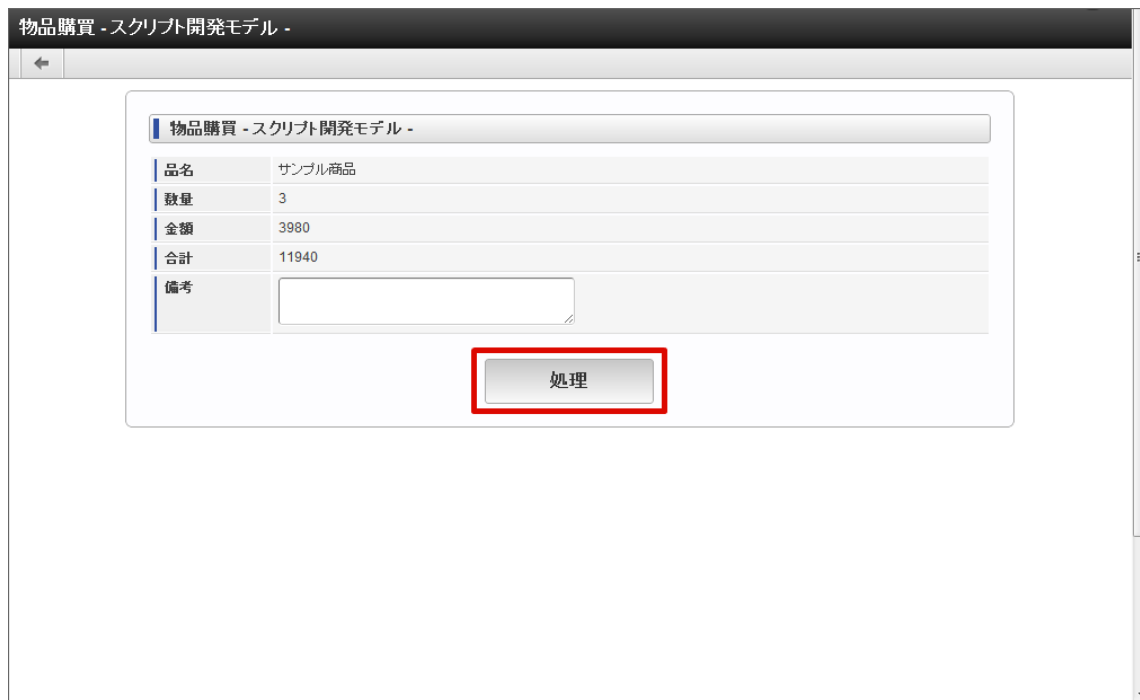 物品購買 -スクリプト開発モデル -
物品購買 -スクリプト開発モデル -
品名 サンプル商品
数量 3
金額 3980
合計 11940
備考
処理